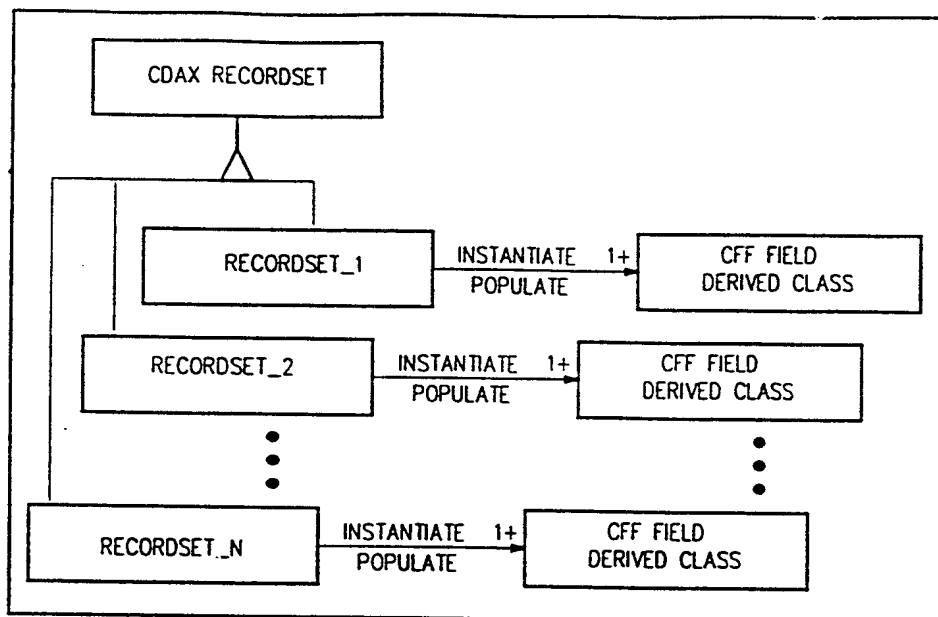 CDAX RECORDSET
RECORDSET_1
INSTANTIATE 1+
POPULATE
CFF FIELD
DERIVED CLASS
RECORDSET_2
INSTANTIATE 1+
POPULATE
CFF FIELD
DERIVED CLASS
RECORDSET_N
INSTANTIATE 1+
POPULATE
CFF FIELD
DERIVED CLASS